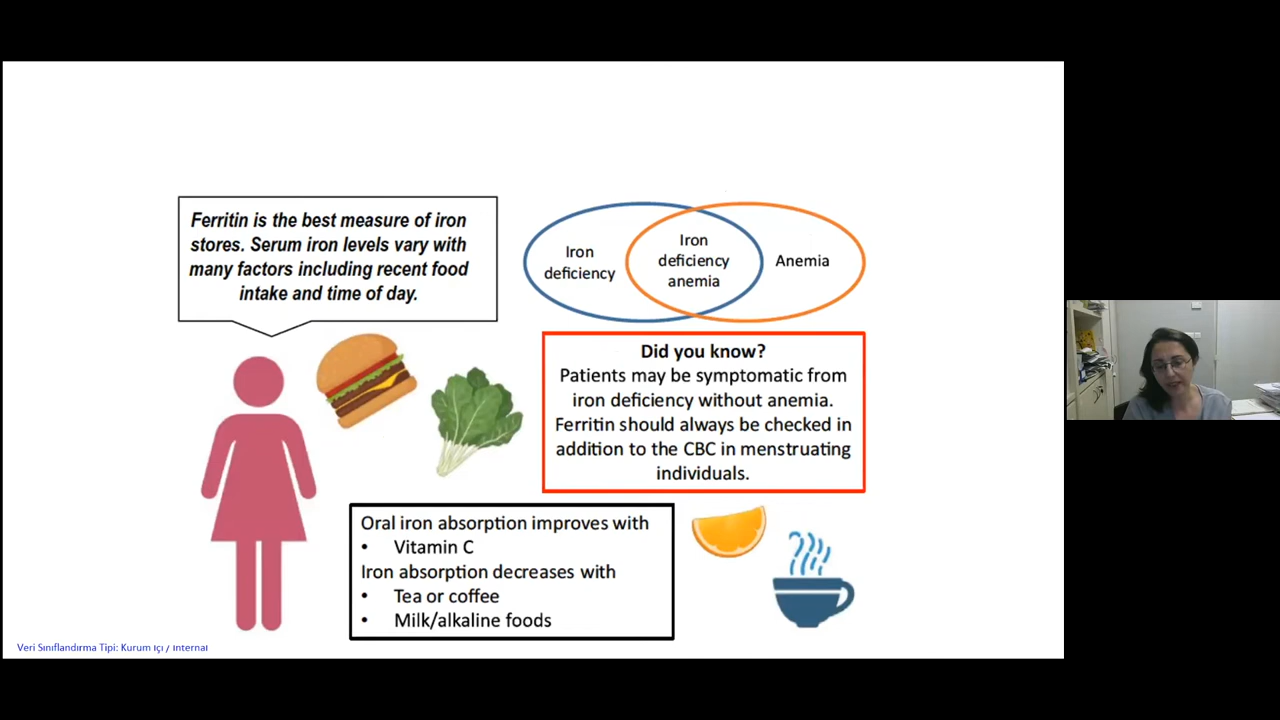 Ferritin is the best measure of iron
stores. Serum iron levels vary with
many factors including recent food
intake and time of day.
Iron
deficiency
Iron
deficiency
anemia
Anemia
Did you know?
Patients may be symptomatic from
iron deficiency without anemia.
Ferritin should always be checked in
addition to the CBC in menstruating
individuals.
Oral iron absorption improves with
• Vitamin C
Iron absorption decreases with
• Tea or coffee
• Milk/alkaline foods
Veri Sınıflandırma Tipi: Kurum İçi / Internal